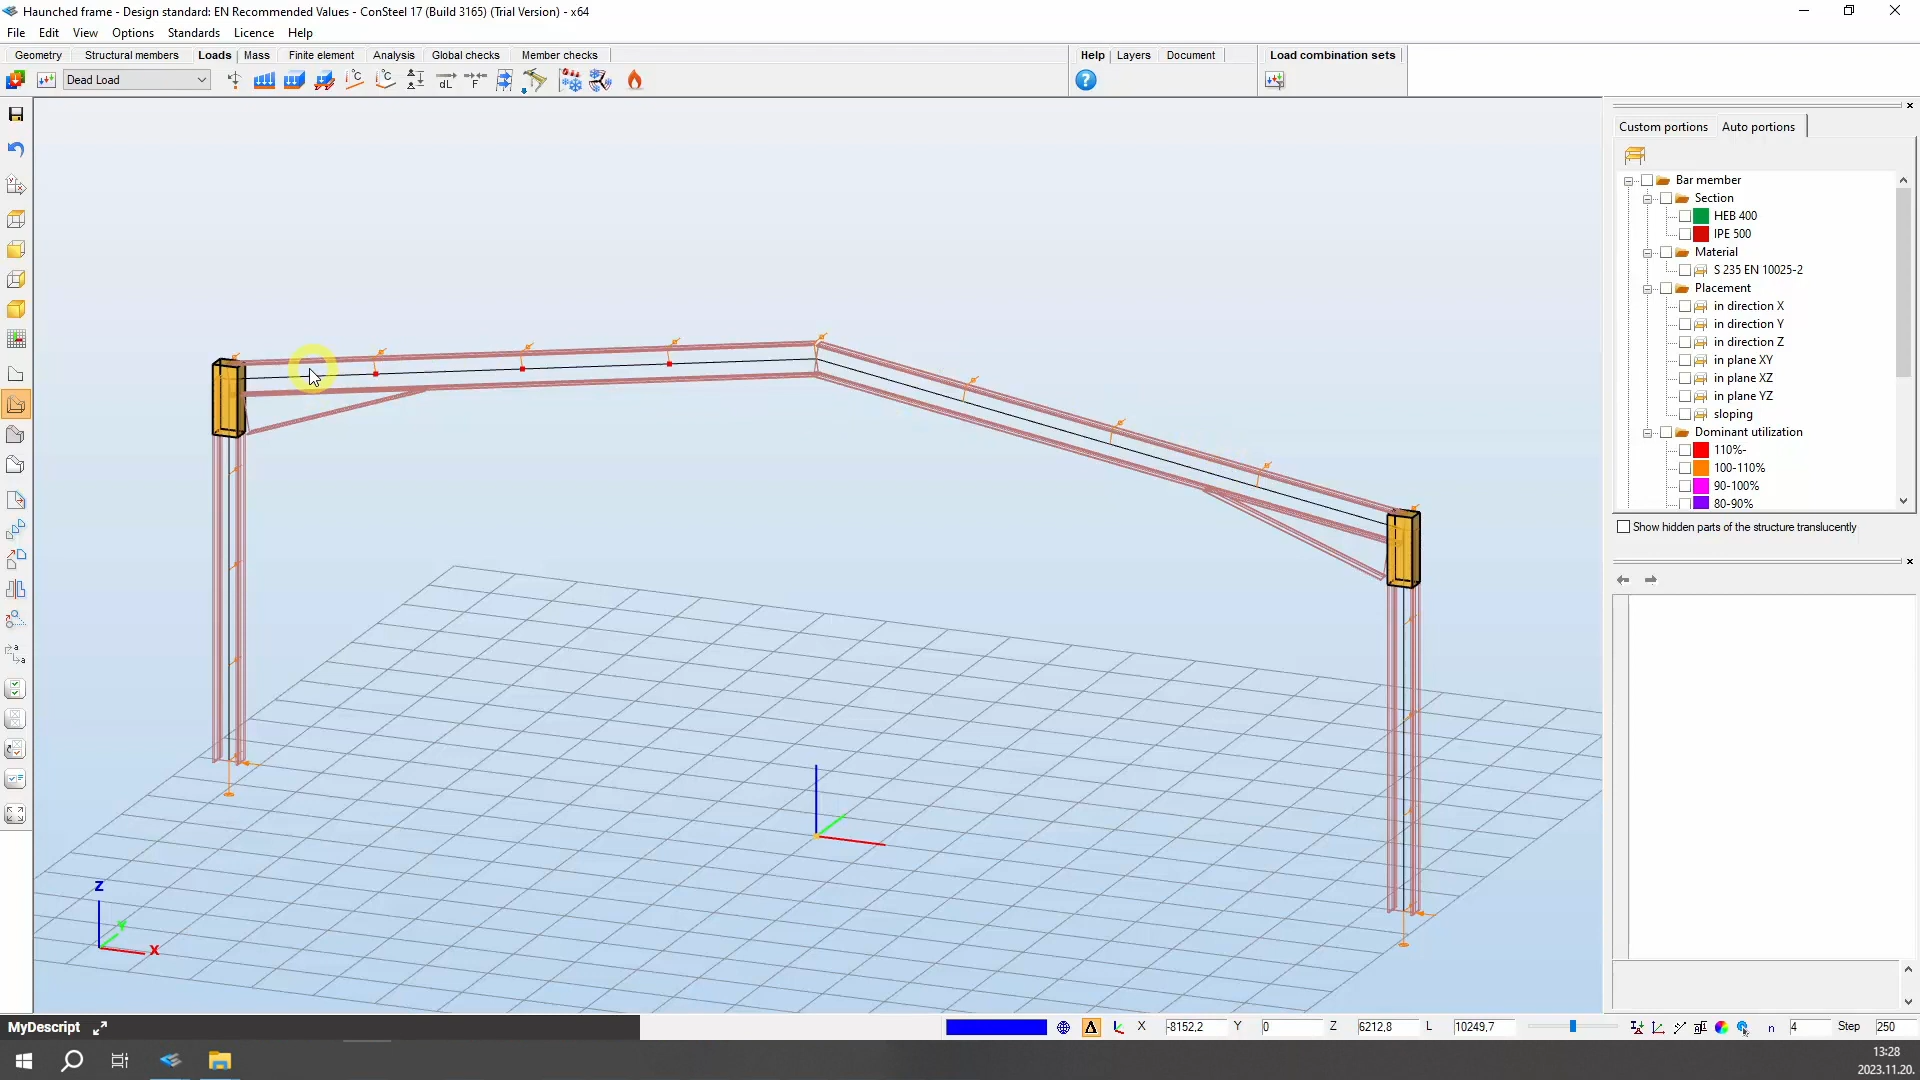 Haunched frame - Design standard: EN Recommended Values - ConSteel 17 (Build 3165) (Trial Version) - x64
File Edit View Options Standards Licence Help
Geometry Structural members Loads Mass Finite element Analysis Global checks Member checks
Help Layers Document
Load combination sets
Dead Load
°C °C dL F
Custom portions Auto portions
Bar member
Section
HEB 400
IPE 500
Material
S 235 EN 10025-2
Placement
in direction X
in direction Y
in direction Z
in plane XY
in plane XZ
in plane YZ
sloping
Dominant utilization
110%-
100-110%
90-100%
80-90%
Show hidden parts of the structure translucently
Z
Y
X
MyDescript
X -8152,2 Y 0 Z 6212,8 L 10249,7 n 4 Step 250
13:28
2023.11.20.